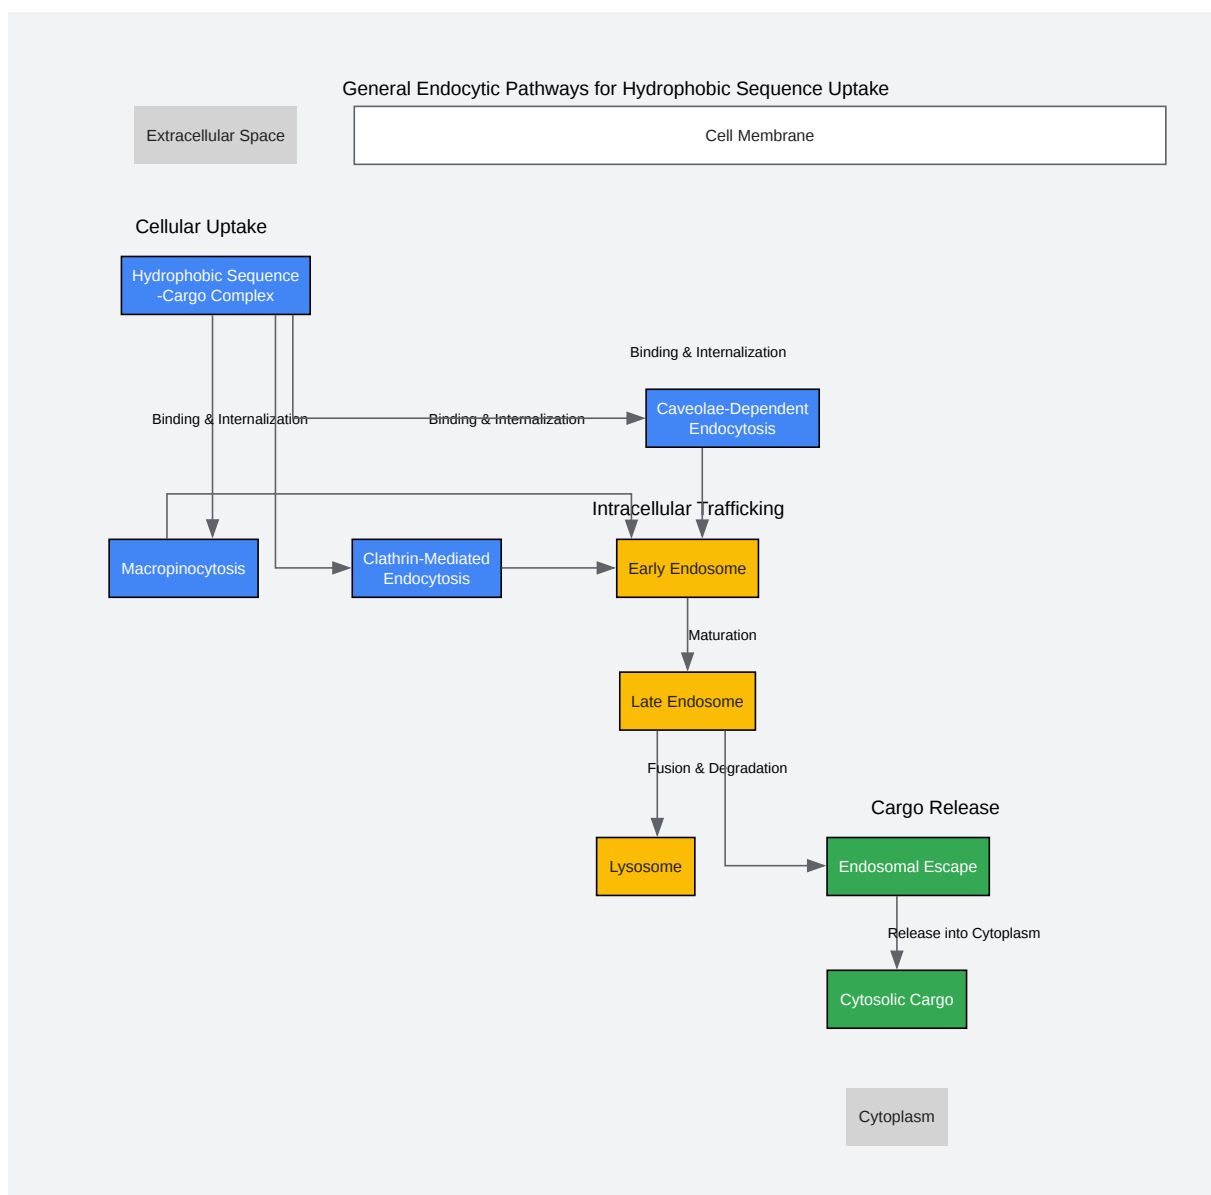 General Endocytic Pathways for Hydrophobic Sequence Uptake
Extracellular Space
Cell Membrane
Cellular Uptake
Hydrophobic Sequence
-Cargo Complex
Binding & Internalization
Binding & Internalization
Binding & Internalization
Caveolae-Dependent
Endocytosis
Intracellular Trafficking
Macropinocytosis
Clathrin-Mediated
Endocytosis
Early Endosome
Maturation
Late Endosome
Fusion & Degradation
Cargo Release
Lysosome
Endosomal Escape
Release into Cytoplasm
Cytosolic Cargo
Cytoplasm